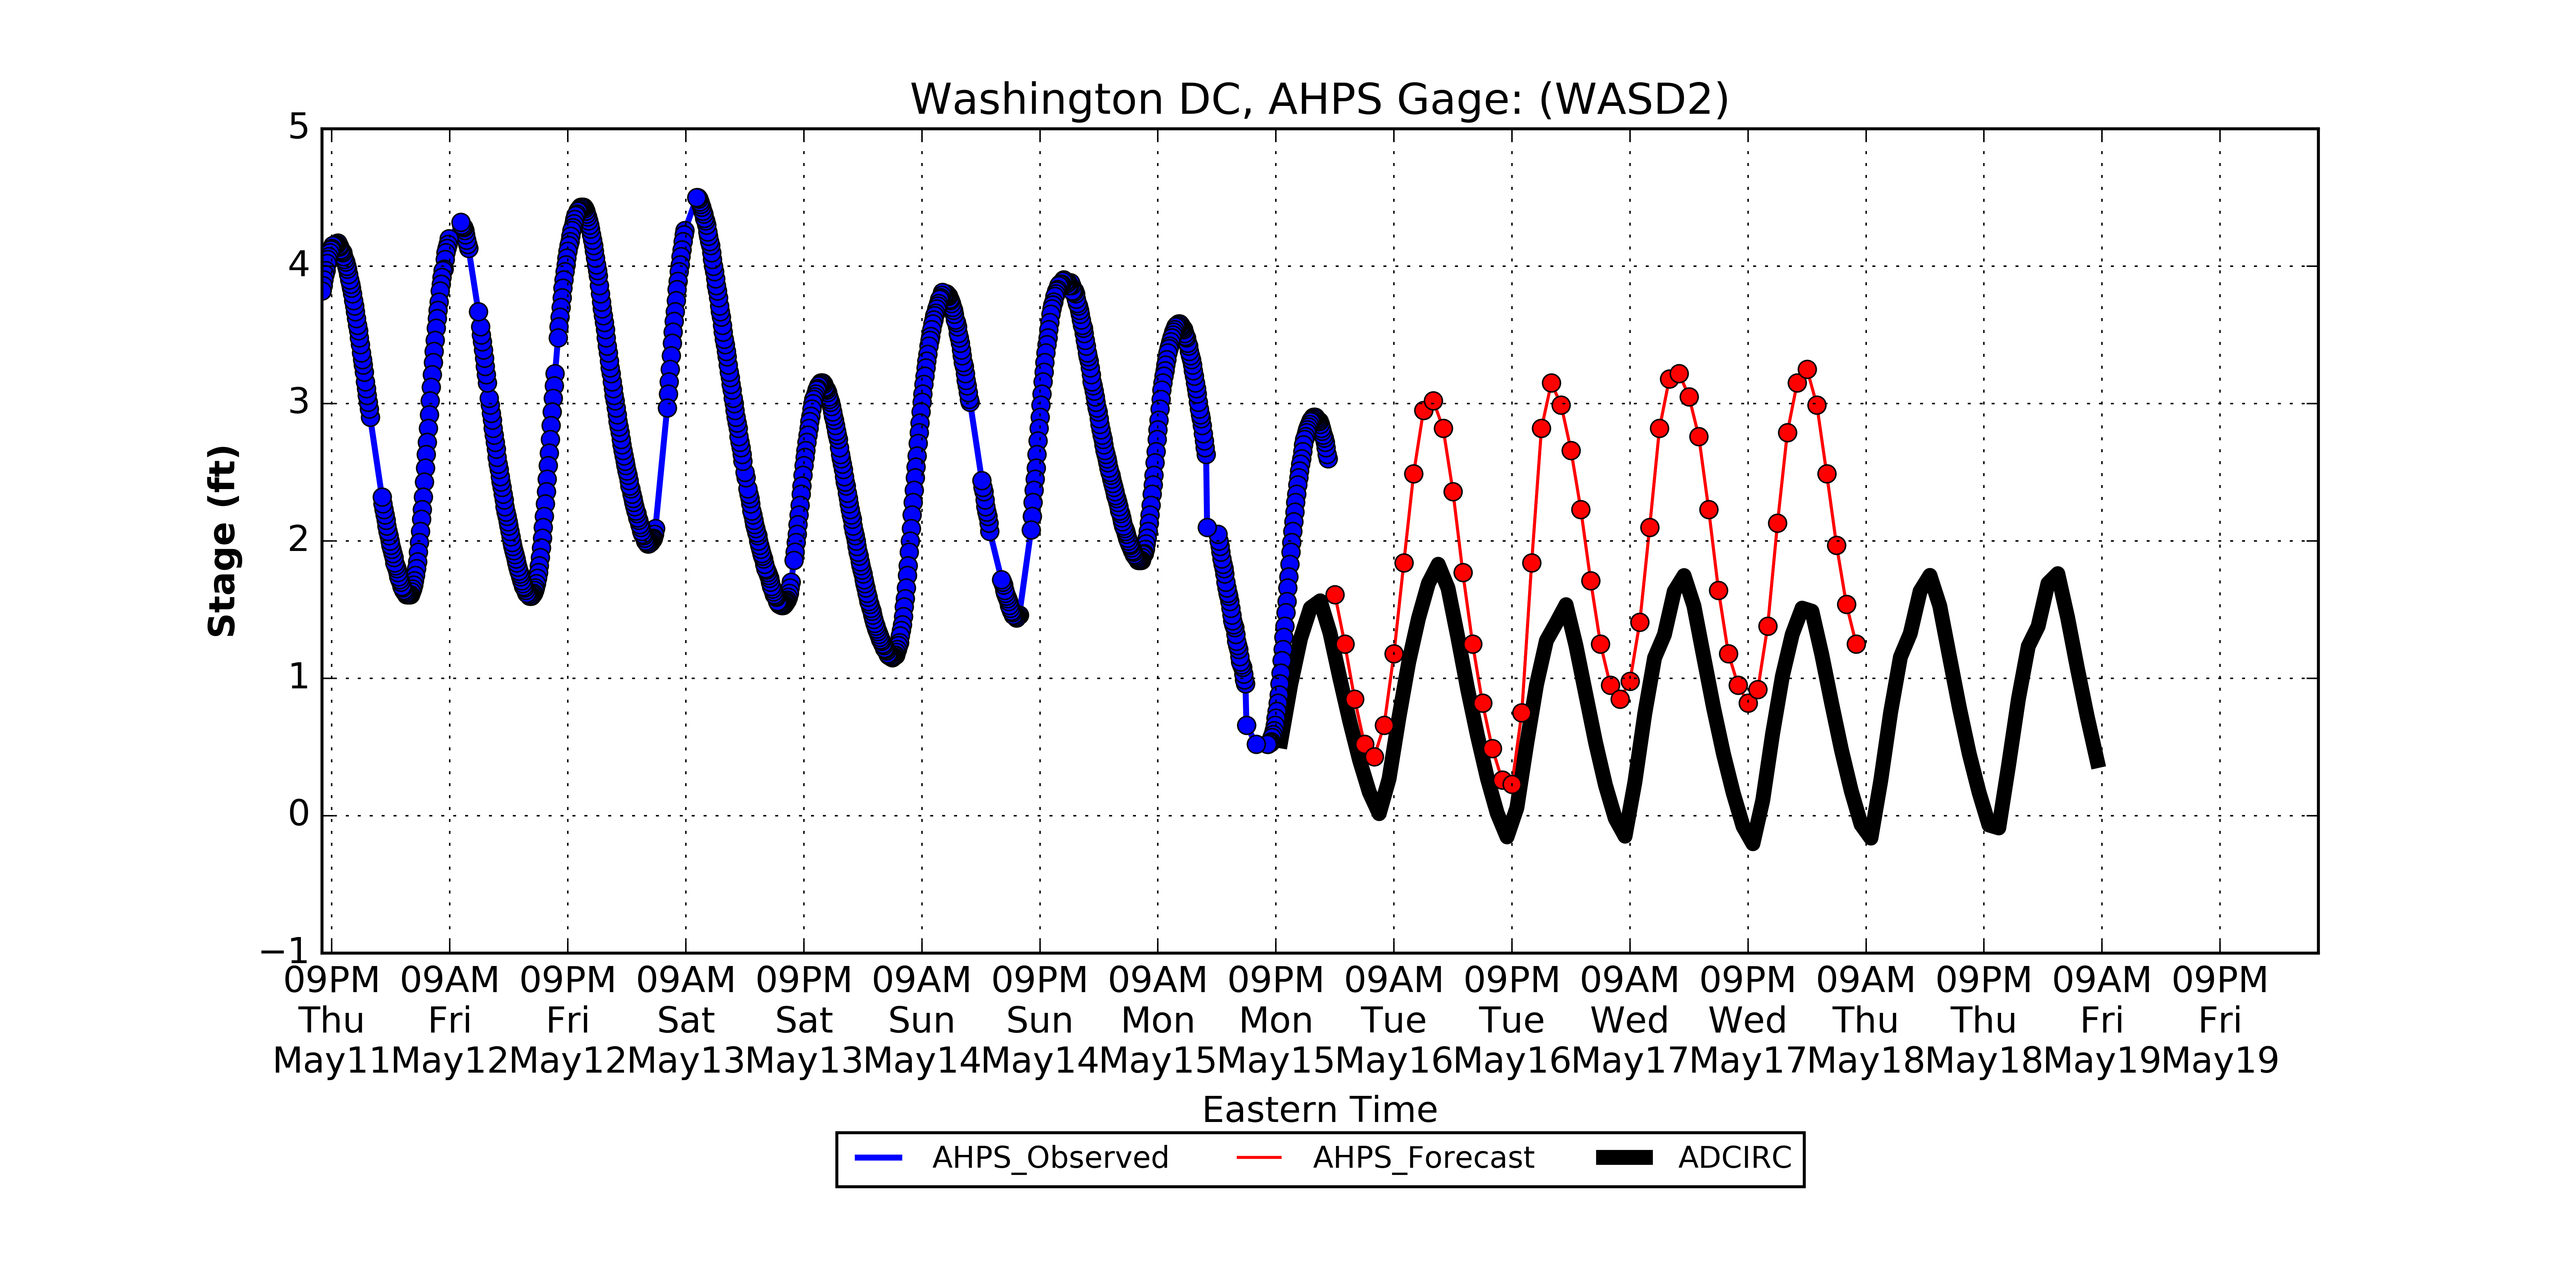 Washington DC, AHPS Gage: (WASD2)
5
4
3
2
1
0
−1
Stage (ft)
09PM 09AM 09PM 09AM 09PM 09AM 09PM 09AM 09PM 09AM 09PM 09AM 09PM 09AM 09PM 09AM 09PM
Thu Fri Fri Sat Sat Sun Sun Mon Mon Tue Tue Wed Wed Thu Thu Fri Fri
May11 May12 May12 May13 May13 May14 May14 May15 May15 May16 May16 May17 May17 May18 May18 May19 May19
Eastern Time
AHPS_Observed AHPS_Forecast ADCIRC